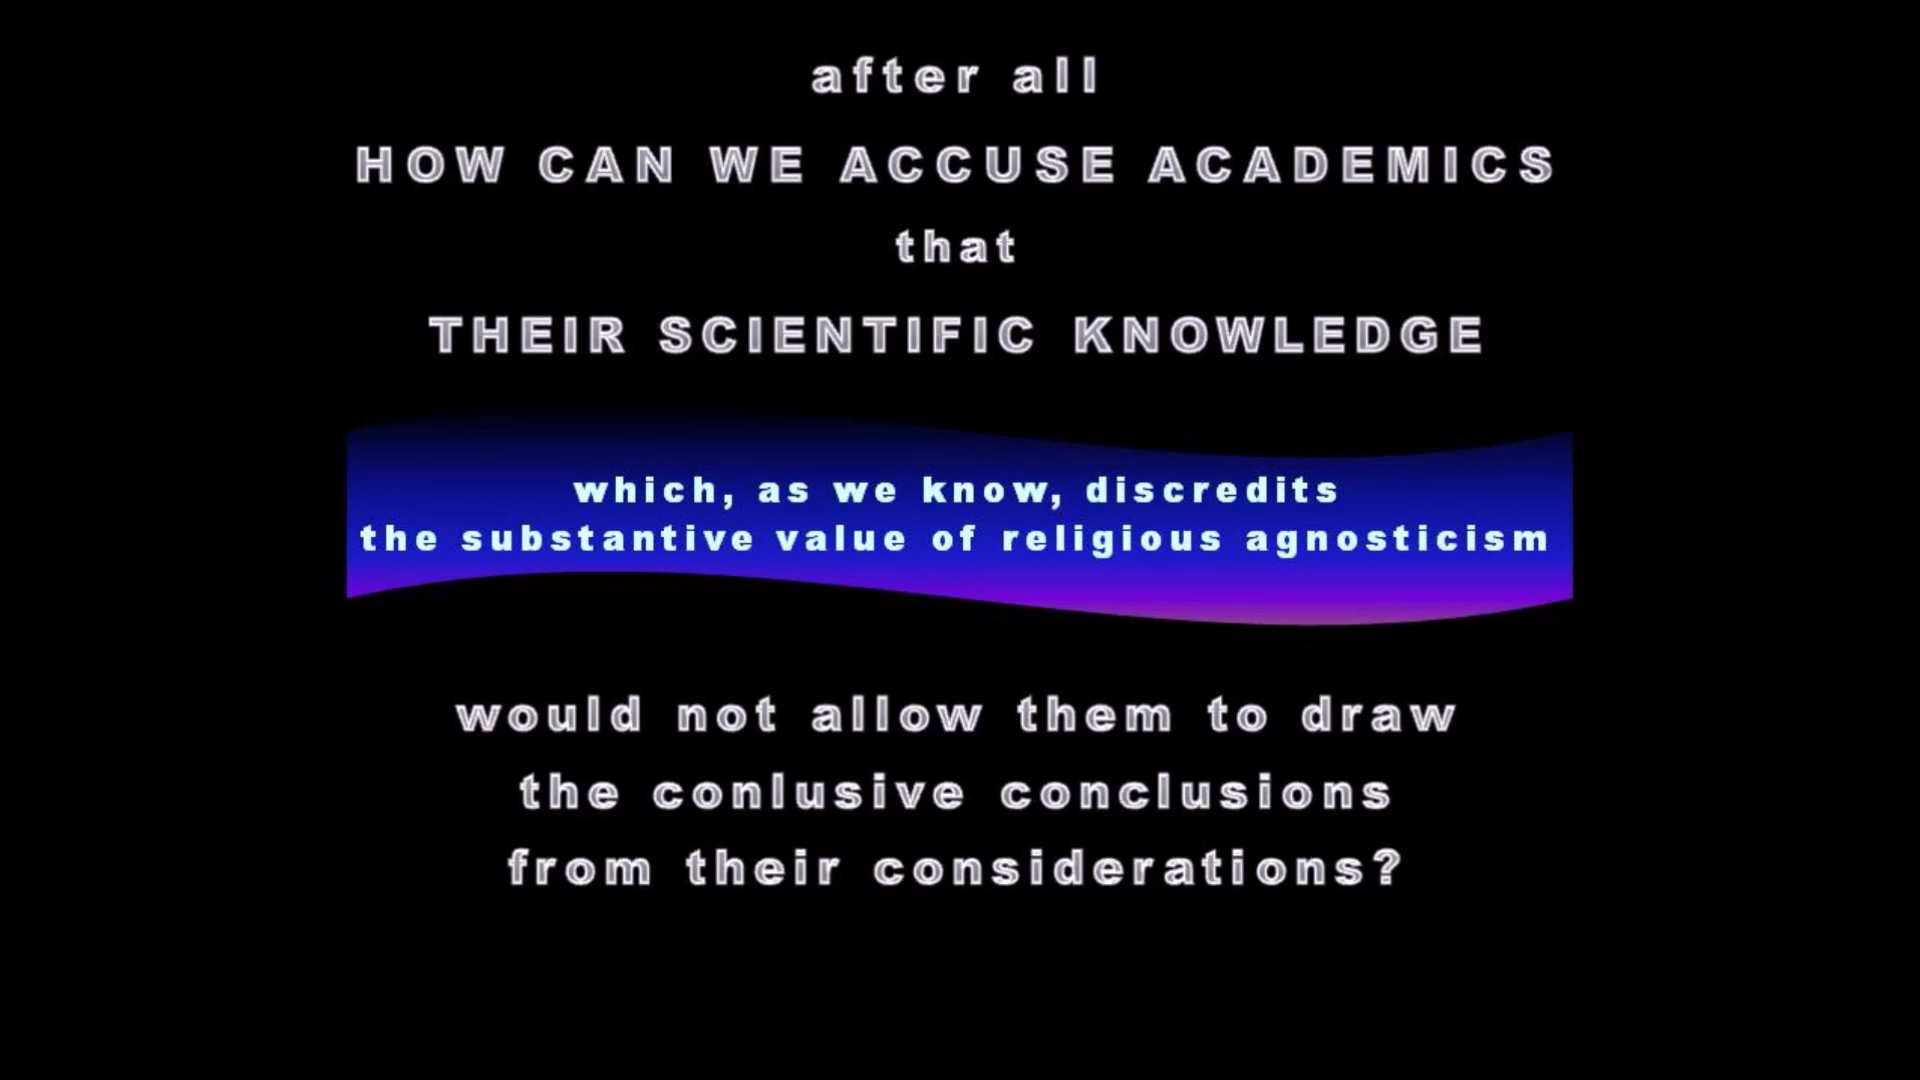 after all
HOW CAN WE ACCUSE ACADEMICS
that
THEIR SCIENTIFIC KNOWLEDGE
which, as we know, discredits
the substantive value of religious agnosticism
would not allow them to draw
the conlusive conclusions
from their considerations?